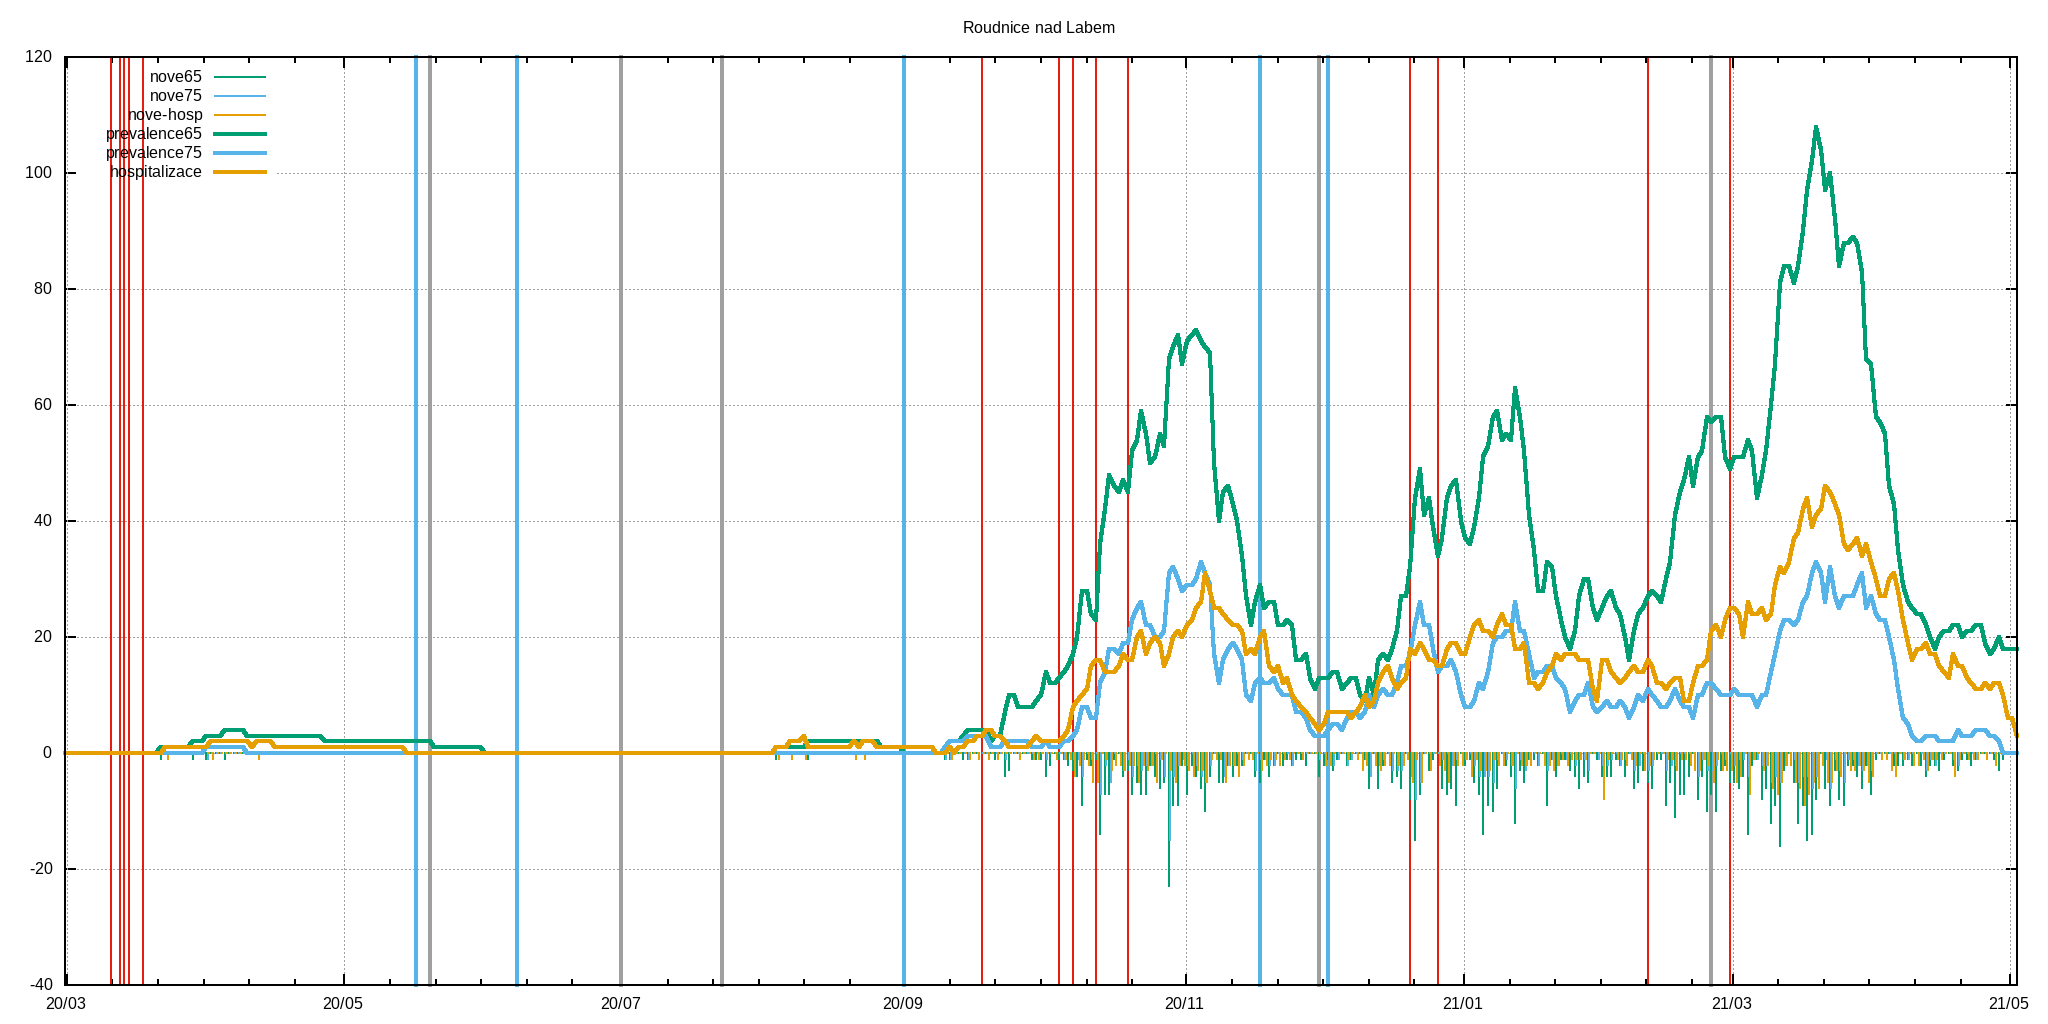 Roudnice nad Labem
120
100
80
60
40
20
0
-20
-40
nove65
nove75
nove-hosp
prevalence65
prevalence75
hospitalizace
20/03 20/05 20/07 20/09 20/11 21/01 21/03 21/05